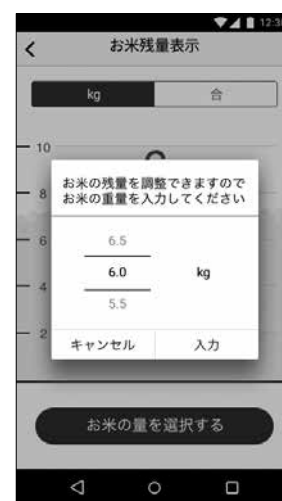 12:30
お米残量表示
kg 合
10
8
6
4
2
お米の残量を調整できますので
お米の重量を入力してください
6.5
6.0 kg
5.5
キャンセル 入力
お米の量を選択する